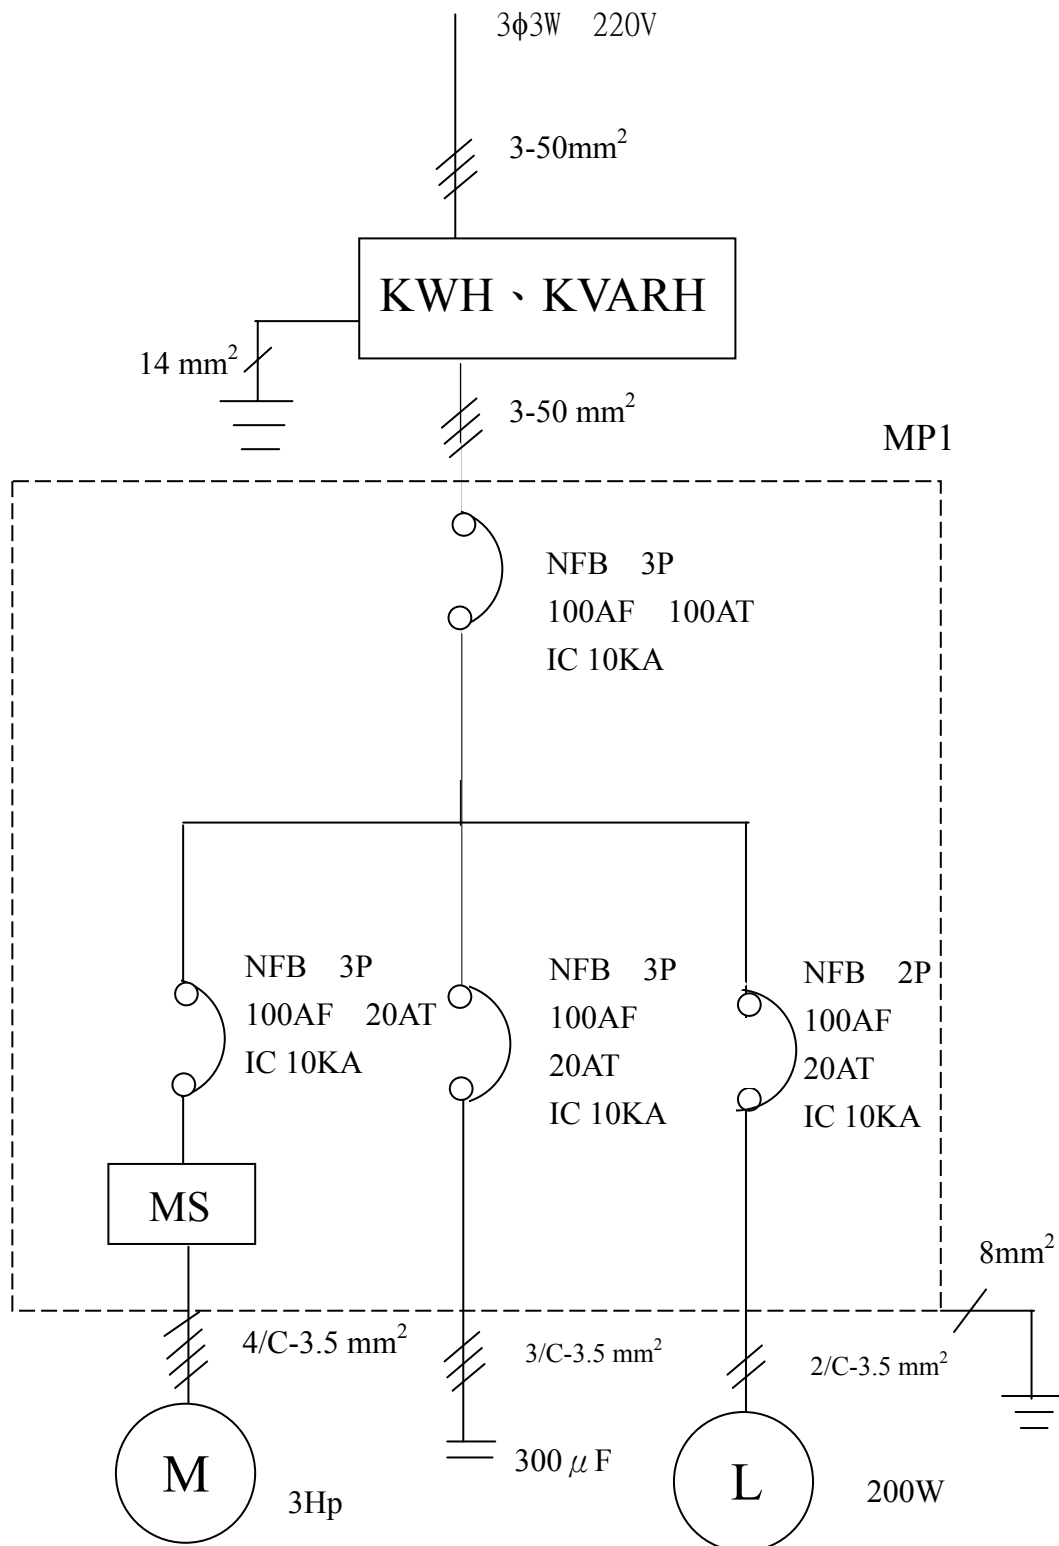 3φ3W 220V
3-50mm²
KWH、KVARH
14 mm²
3-50 mm²
MP1
NFB 3P
100AF 100AT
IC 10KA
NFB 3P
100AF 20AT
IC 10KA
NFB 3P
100AF
20AT
IC 10KA
NFB 2P
100AF
20AT
IC 10KA
MS
8mm²
4/C-3.5 mm²
3/C-3.5 mm²
2/C-3.5 mm²
M
3Hp
300μF
L
200W